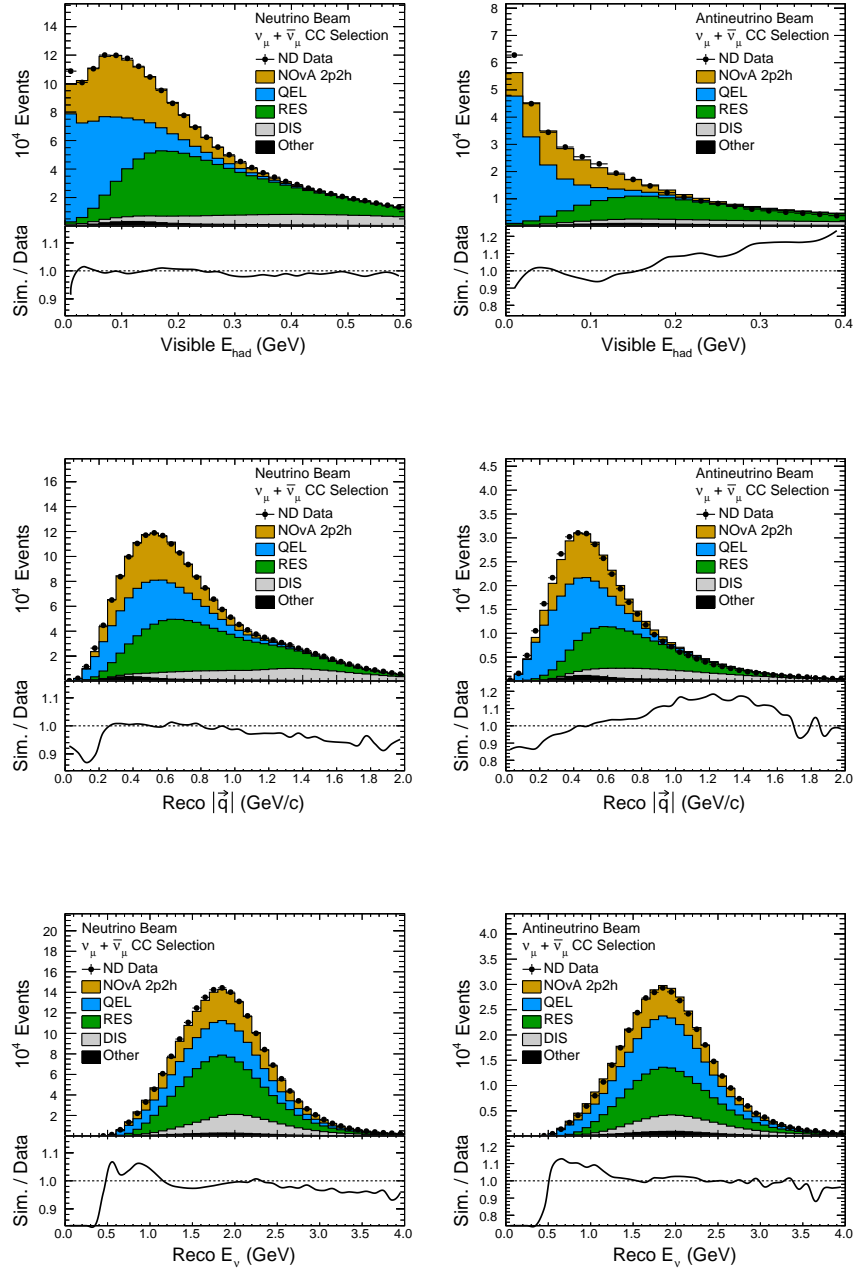 Neutrino Beam
ν_μ + ν̄_μ CC Selection
ND Data
NOvA 2p2h
QEL
RES
DIS
Other
10⁴ Events
14
12
10
8
6
4
2
Sim. / Data
1.1
1.0
0.9
0.0 0.1 0.2 0.3 0.4 0.5 0.6
Visible E_had (GeV)
Antineutrino Beam
ν_μ + ν̄_μ CC Selection
ND Data
NOvA 2p2h
QEL
RES
DIS
Other
10⁴ Events
8
7
6
5
4
3
2
1
Sim. / Data
1.2
1.1
1.0
0.9
0.8
0.0 0.1 0.2 0.3 0.4
Visible E_had (GeV)
Neutrino Beam
ν_μ + ν̄_μ CC Selection
ND Data
NOvA 2p2h
QEL
RES
DIS
Other
10⁴ Events
16
14
12
10
8
6
4
2
Sim. / Data
1.1
1.0
0.9
0.0 0.2 0.4 0.6 0.8 1.0 1.2 1.4 1.6 1.8 2.0
Reco |q⃗| (GeV/c)
Antineutrino Beam
ν_μ + ν̄_μ CC Selection
ND Data
NOvA 2p2h
QEL
RES
DIS
Other
10⁴ Events
4.5
4.0
3.5
3.0
2.5
2.0
1.5
1.0
0.5
Sim. / Data
1.2
1.1
1.0
0.9
0.8
0.0 0.2 0.4 0.6 0.8 1.0 1.2 1.4 1.6 1.8 2.0
Reco |q⃗| (GeV/c)
Neutrino Beam
ν_μ + ν̄_μ CC Selection
ND Data
NOvA 2p2h
QEL
RES
DIS
Other
10⁴ Events
20
18
16
14
12
10
8
6
4
2
Sim. / Data
1.1
1.0
0.9
0.0 0.5 1.0 1.5 2.0 2.5 3.0 3.5 4.0
Reco E_ν (GeV)
Antineutrino Beam
ν_μ + ν̄_μ CC Selection
ND Data
NOvA 2p2h
QEL
RES
DIS
Other
10⁴ Events
4.0
3.5
3.0
2.5
2.0
1.5
1.0
0.5
Sim. / Data
1.2
1.1
1.0
0.9
0.8
0.0 0.5 1.0 1.5 2.0 2.5 3.0 3.5 4.0
Reco E_ν (GeV)